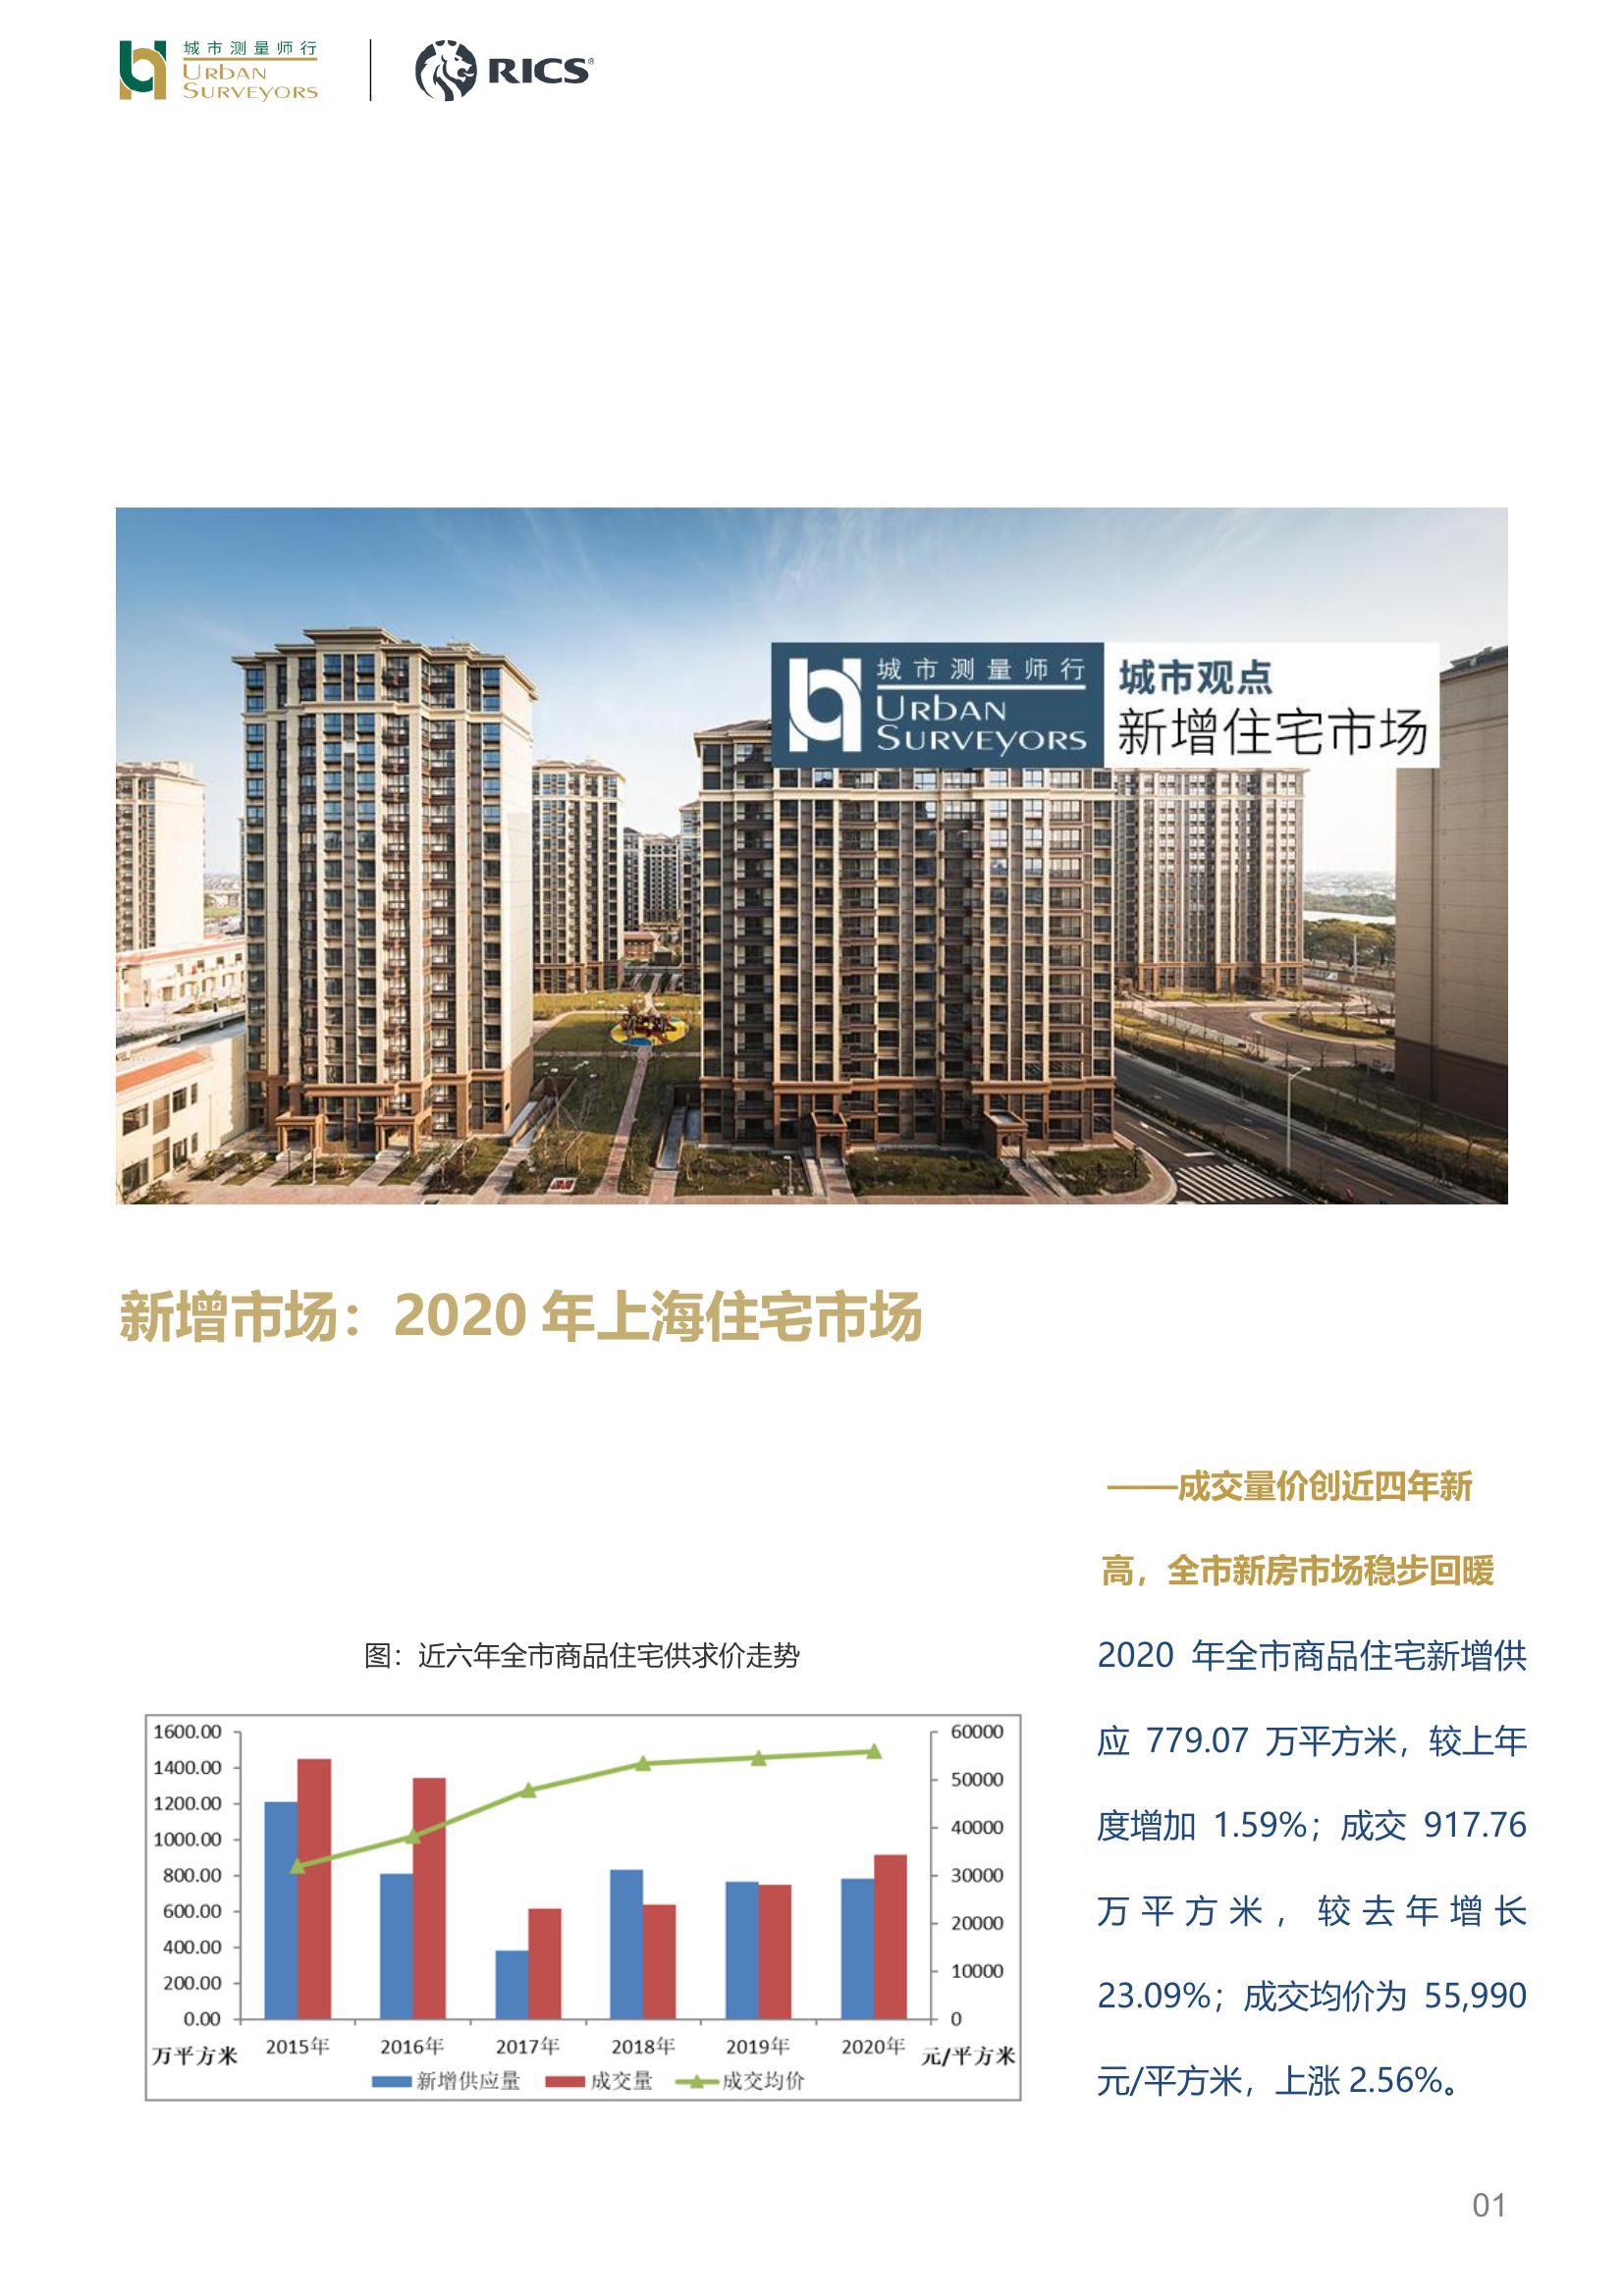 城市测量师行
URBAN
SURVEYORS
RICS®
城市测量师行
URBAN
SURVEYORS
城市观点
新增住宅市场
新增市场：2020 年上海住宅市场
——成交量价创近四年新
高，全市新房市场稳步回暖
2020 年全市商品住宅新增供
应 779.07 万平方米，较上年
度增加 1.59%；成交 917.76
万平方米，较去年增长
23.09%；成交均价为 55,990
元/平方米，上涨 2.56%。
图：近六年全市商品住宅供求价走势
1600.00
1400.00
1200.00
1000.00
800.00
600.00
400.00
200.00
0.00
万平方米
60000
50000
40000
30000
20000
10000
0
元/平方米
2015年 2016年 2017年 2018年 2019年 2020年
新增供应量 成交量 成交均价
01